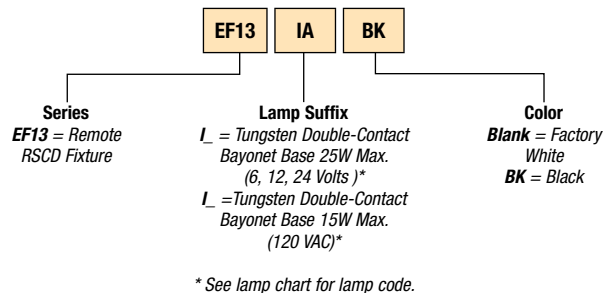 EF13 IA BK
Series
EF13 = Remote
RSCD Fixture
Lamp Suffix
I_ = Tungsten Double-Contact
Bayonet Base 25W Max.
(6, 12, 24 Volts )*
I_ =Tungsten Double-Contact
Bayonet Base 15W Max.
(120 VAC)*
Color
Blank = Factory
White
BK = Black
* See lamp chart for lamp code.